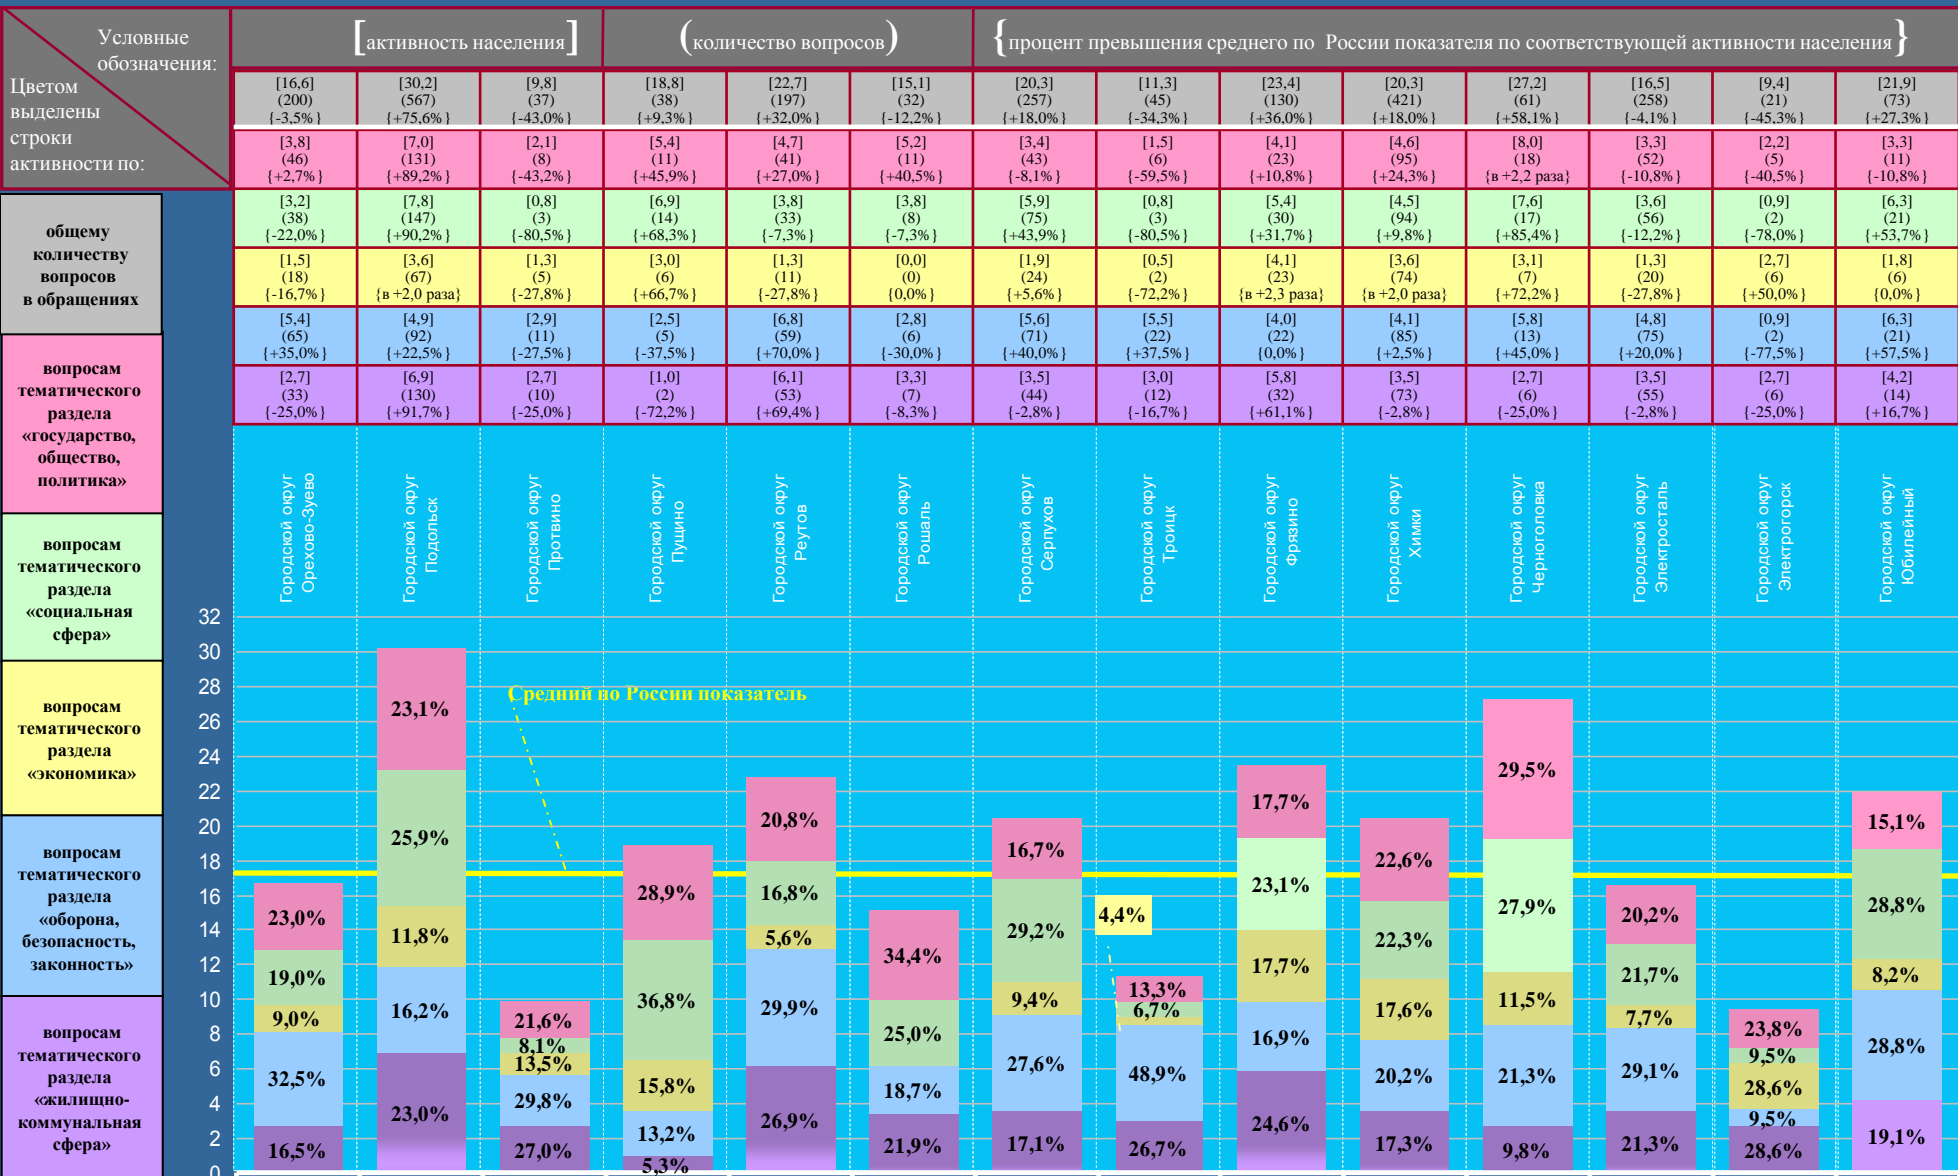 Условные
обозначения:
Цветом
выделены
строки
активности по:
[активность населения]
(количество вопросов)
{процент превышения среднего по России показателя по соответствующей активности населения}
[16,6] [30,2] [9,8] [18,8] [22,7] [15,1] [20,3] [11,3] [23,4] [20,3] [27,2] [16,5] [9,4] [21,9]
(200) (567) (37) (38) (197) (32) (257) (45) (130) (421) (61) (258) (21) (73)
{-3,5%} {+75,6%} {-43,0%} {+9,3%} {+32,0%} {-12,2%} {+18,0%} {-34,3%} {+36,0%} {+18,0%} {+58,1%} {-4,1%} {-45,3%} {+27,3%}
[3,8] [7,0] [2,1] [5,4] [4,7] [5,2] [3,4] [1,5] [4,1] [4,6] [8,0] [3,3] [2,2] [3,3]
(46) (131) (8) (11) (41) (11) (43) (6) (23) (95) (18) (52) (5) (11)
{+2,7%} {+89,2%} {-43,2%} {+45,9%} {+27,0%} {+40,5%} {-8,1%} {-59,5%} {+10,8%} {+24,3%} {в +2,2 раза} {-10,8%} {-40,5%} {-10,8%}
[3,2] [7,8] [0,8] [6,9] [3,8] [3,8] [5,9] [0,8] [5,4] [4,5] [7,6] [3,6] [0,9] [6,3]
(38) (147) (3) (14) (33) (8) (75) (3) (30) (94) (17) (56) (2) (21)
{-22,0%} {+90,2%} {-80,5%} {+68,3%} {-7,3%} {-7,3%} {+43,9%} {-80,5%} {+31,7%} {+9,8%} {+85,4%} {-12,2%} {-78,0%} {+53,7%}
[1,5] [3,6] [1,3] [3,0] [1,3] [0,0] [1,9] [0,5] [4,1] [3,6] [3,1] [1,3] [2,7] [1,8]
(18) (67) (5) (6) (11) (0) (24) (2) (23) (74) (7) (20) (6) (6)
{-16,7%} {в +2,0 раза} {-27,8%} {+66,7%} {-27,8%} {0,0%} {+5,6%} {-72,2%} {в +2,3 раза} {в +2,0 раза} {+72,2%} {-27,8%} {+50,0%} {0,0%}
[5,4] [4,9] [2,9] [2,5] [6,8] [2,8] [5,6] [5,5] [4,0] [4,1] [5,8] [4,8] [0,9] [6,3]
(65) (92) (11) (5) (59) (6) (71) (22) (22) (85) (13) (75) (2) (21)
{+35,0%} {+22,5%} {-27,5%} {-37,5%} {+70,0%} {-30,0%} {+40,0%} {+37,5%} {0,0%} {+2,5%} {+45,0%} {+20,0%} {-77,5%} {+57,5%}
[2,7] [6,9] [2,7] [1,0] [6,1] [3,3] [3,5] [3,0] [5,8] [3,5] [2,7] [3,5] [2,7] [4,2]
(33) (130) (10) (2) (53) (7) (44) (12) (32) (73) (6) (55) (6) (14)
{-25,0%} {+91,7%} {-25,0%} {-72,2%} {+69,4%} {-8,3%} {-2,8%} {-16,7%} {+61,1%} {-2,8%} {-25,0%} {-2,8%} {-25,0%} {+16,7%}
общему
количеству
вопросов
в обращениях
вопросам
тематического
раздела
«государство,
общество,
политика»
вопросам
тематического
раздела
«социальная
сфера»
вопросам
тематического
раздела
«экономика»
вопросам
тематического
раздела
«оборона,
безопасность,
законность»
вопросам
тематического
раздела
«жилищно-
коммунальная
сфера»
Городской округ
Орехово-Зуево
Городской округ
Подольск
Городской округ
Протвино
Городской округ
Пущино
Городской округ
Реутов
Городской округ
Рошаль
Городской округ
Серпухов
Городской округ
Троицк
Городской округ
Фрязино
Городской округ
Химки
Городской округ
Черноголовка
Городской округ
Электросталь
Городской округ
Электрогорск
Городской округ
Юбилейный
32
30
28
26
24
22
20
18
16
14
12
10
8
6
4
2
0
Средний по России показатель
23,0%
19,0%
9,0%
32,5%
16,5%
23,1%
25,9%
11,8%
16,2%
23,0%
21,6%
8,1%
13,5%
29,8%
27,0%
28,9%
36,8%
15,8%
13,2%
5,3%
20,8%
16,8%
5,6%
29,9%
26,9%
34,4%
25,0%
18,7%
21,9%
16,7%
29,2%
9,4%
27,6%
17,1%
4,4%
13,3%
6,7%
48,9%
26,7%
17,7%
23,1%
17,7%
16,9%
24,6%
22,6%
22,3%
17,6%
20,2%
17,3%
29,5%
27,9%
11,5%
21,3%
9,8%
20,2%
21,7%
7,7%
29,1%
21,3%
23,8%
9,5%
28,6%
9,5%
28,6%
15,1%
28,8%
8,2%
28,8%
19,1%